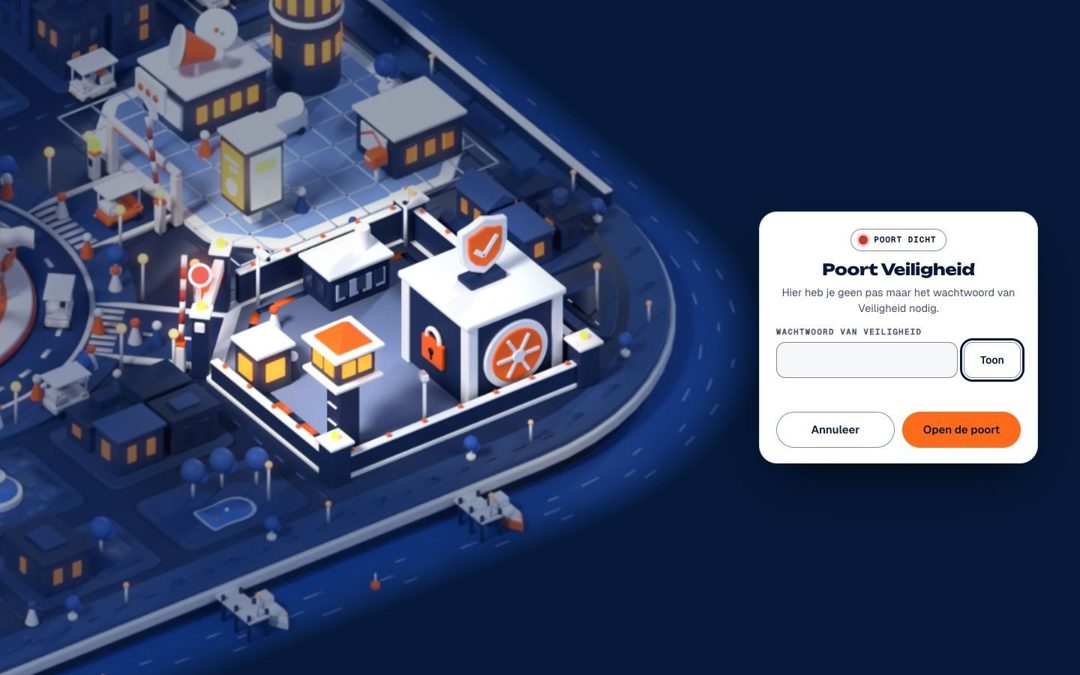 POORT DICHT
Poort Veiligheid
Hier heb je geen pas maar het wachtwoord van
Veiligheid nodig.
WACHTWOORD VAN VEILIGHEID
Toon
Annuleer
Open de poort